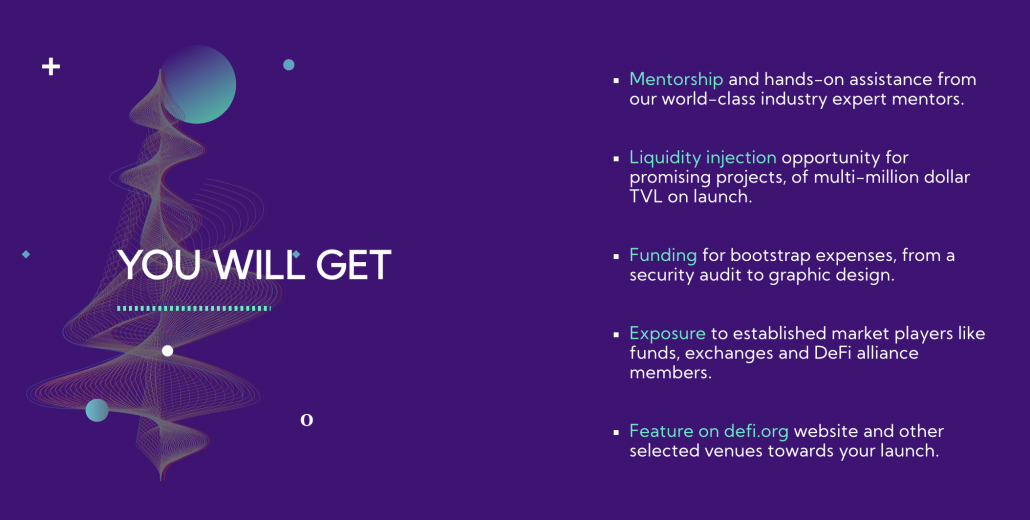 YOU WILL GET
Mentorship and hands-on assistance from
our world-class industry expert mentors.
Liquidity injection opportunity for
promising projects, of multi-million dollar
TVL on launch.
Funding for bootstrap expenses, from a
security audit to graphic design.
Exposure to established market players like
funds, exchanges and DeFi alliance
members.
Feature on defi.org website and other
selected venues towards your launch.